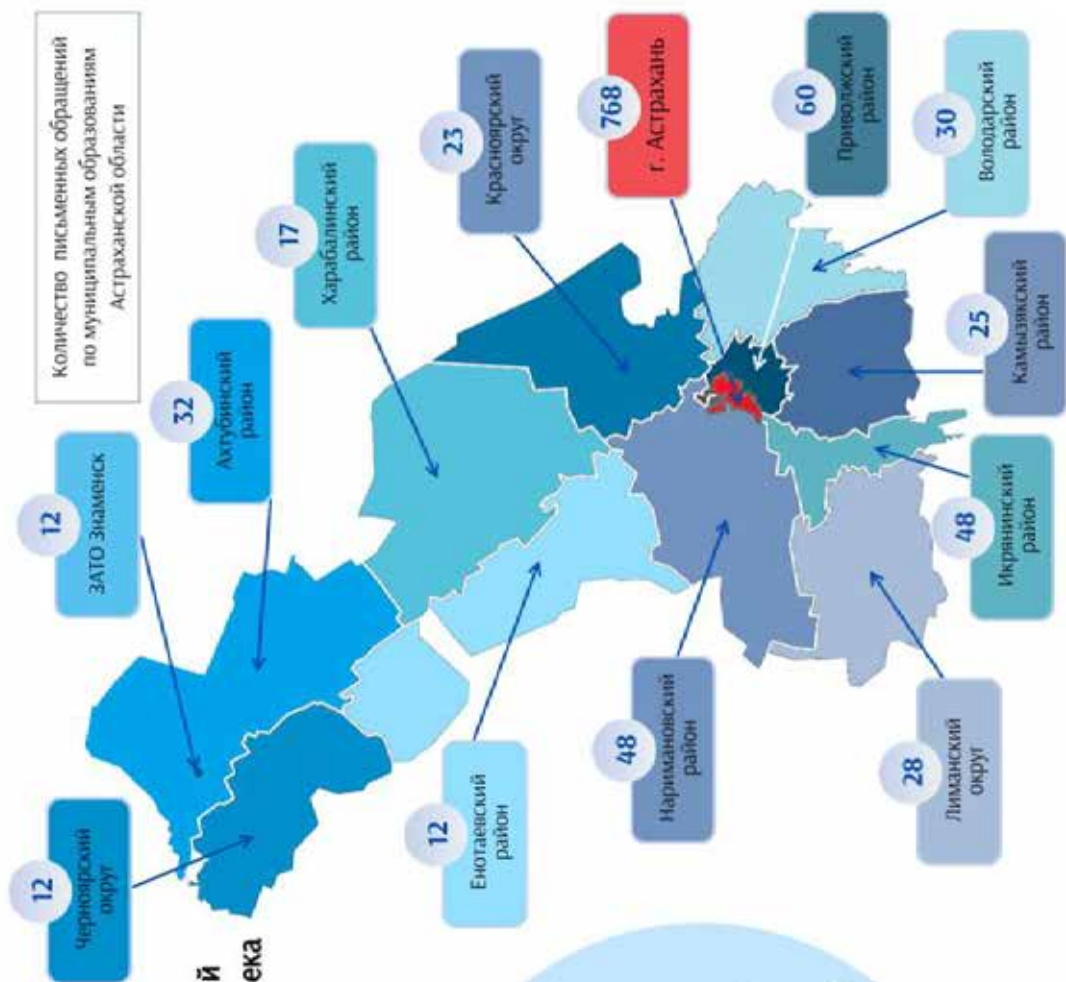 Количество письменных обращений
по муниципальным образованиям
Астраханской области
12
ЗАТО Знаменск
12
Черноярский
округ
32
Ахтубинский
район
17
Харабалинский
район
23
Красноярский
округ
768
г. Астрахань
60
Приволжский
район
30
Володарский
район
25
Камызякский
район
48
Икрянинский
район
28
Лиманский
округ
48
Наримановский
район
12
Енотаевский
район
й
ека